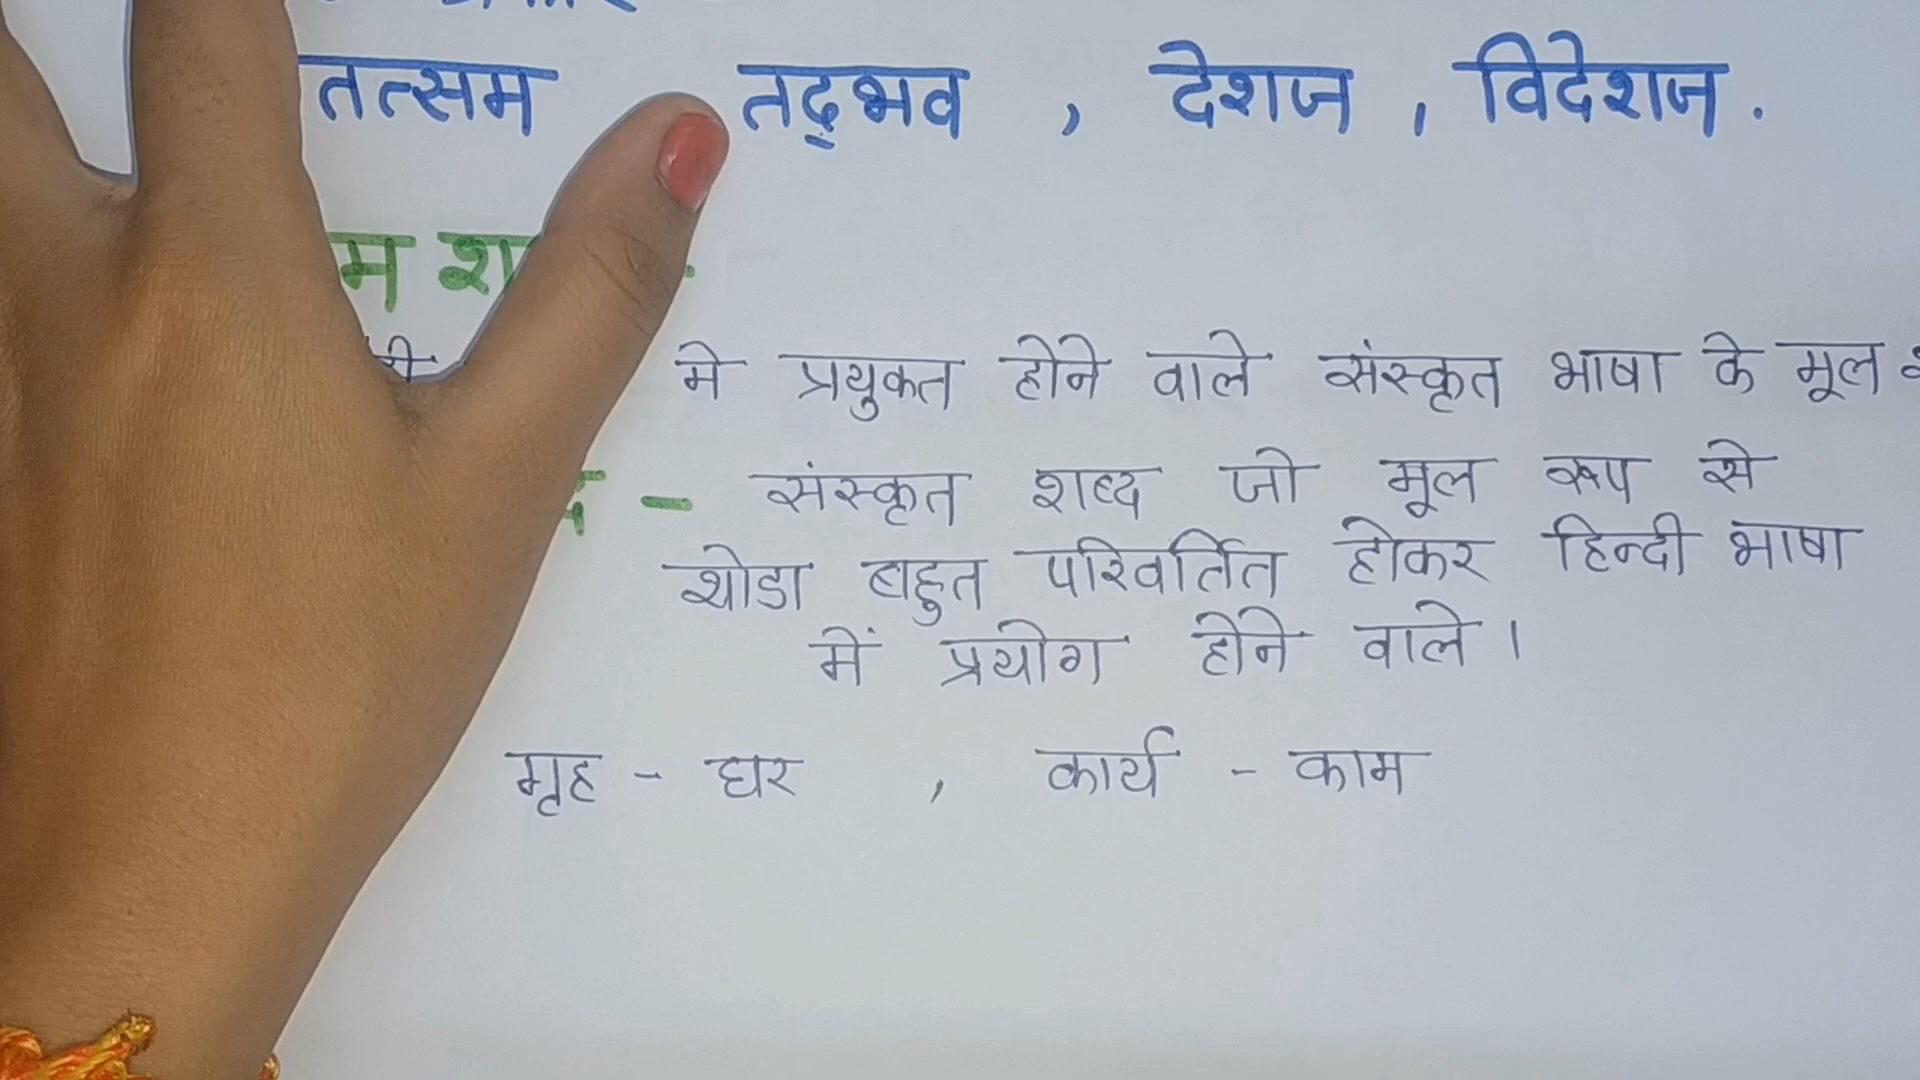 तत्सम तद्भव , देशज , विदेशज .
में प्रयुक्त होने वाले संस्कृत भाषा के मूल
- संस्कृत शब्द जो मूल रूप से
थोडा बहुत परिवर्तित होकर हिन्दी भाषा
में प्रयोग होने वाले ।
गृह - घर , कार्य - काम